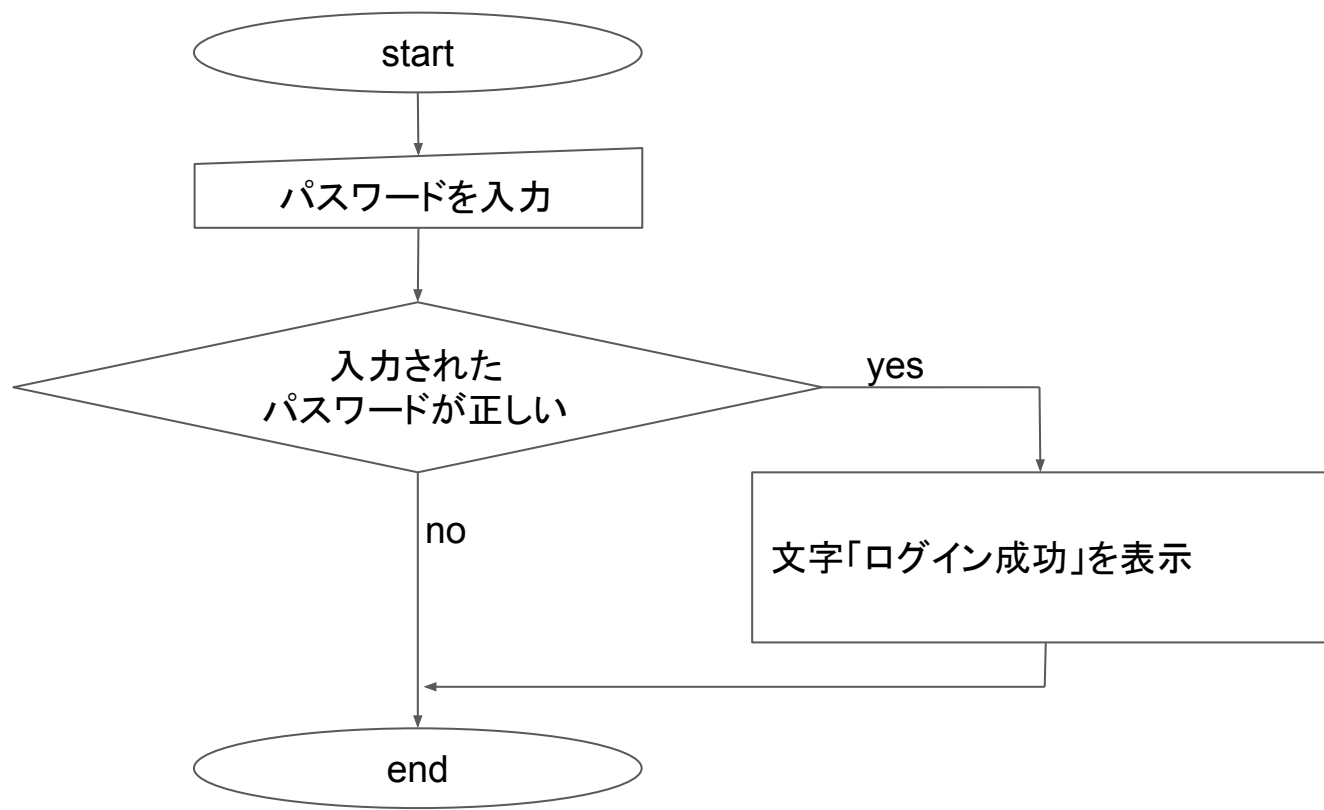 start
パスワードを入力
入力された
パスワードが正しい
yes
no
文字「ログイン成功」を表示
end